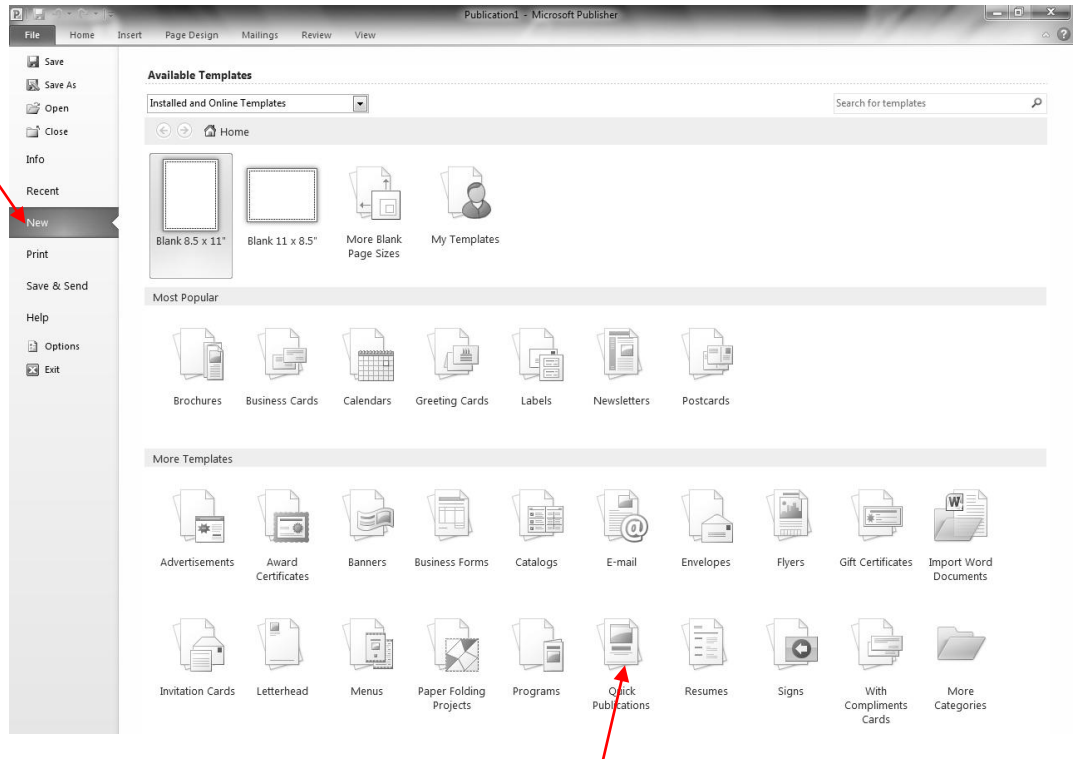 Publication1 - Microsoft Publisher
File Home Insert Page Design Mailings Review View
Save
Save As
Open
Close
Info
Recent
New
Print
Save & Send
Help
Options
Exit
Available Templates
Installed and Online Templates
Search for templates
Home
Blank 8.5 x 11"
Blank 11 x 8.5"
More Blank
Page Sizes
My Templates
Most Popular
Brochures
Business Cards
Calendars
Greeting Cards
Labels
Newsletters
Postcards
More Templates
Advertisements
Award
Certificates
Banners
Business Forms
Catalogs
E-mail
Envelopes
Flyers
Gift Certificates
Import Word
Documents
Invitation Cards
Letterhead
Menus
Paper Folding
Projects
Programs
Quick
Publications
Resumes
Signs
With
Compliments
Cards
More
Categories